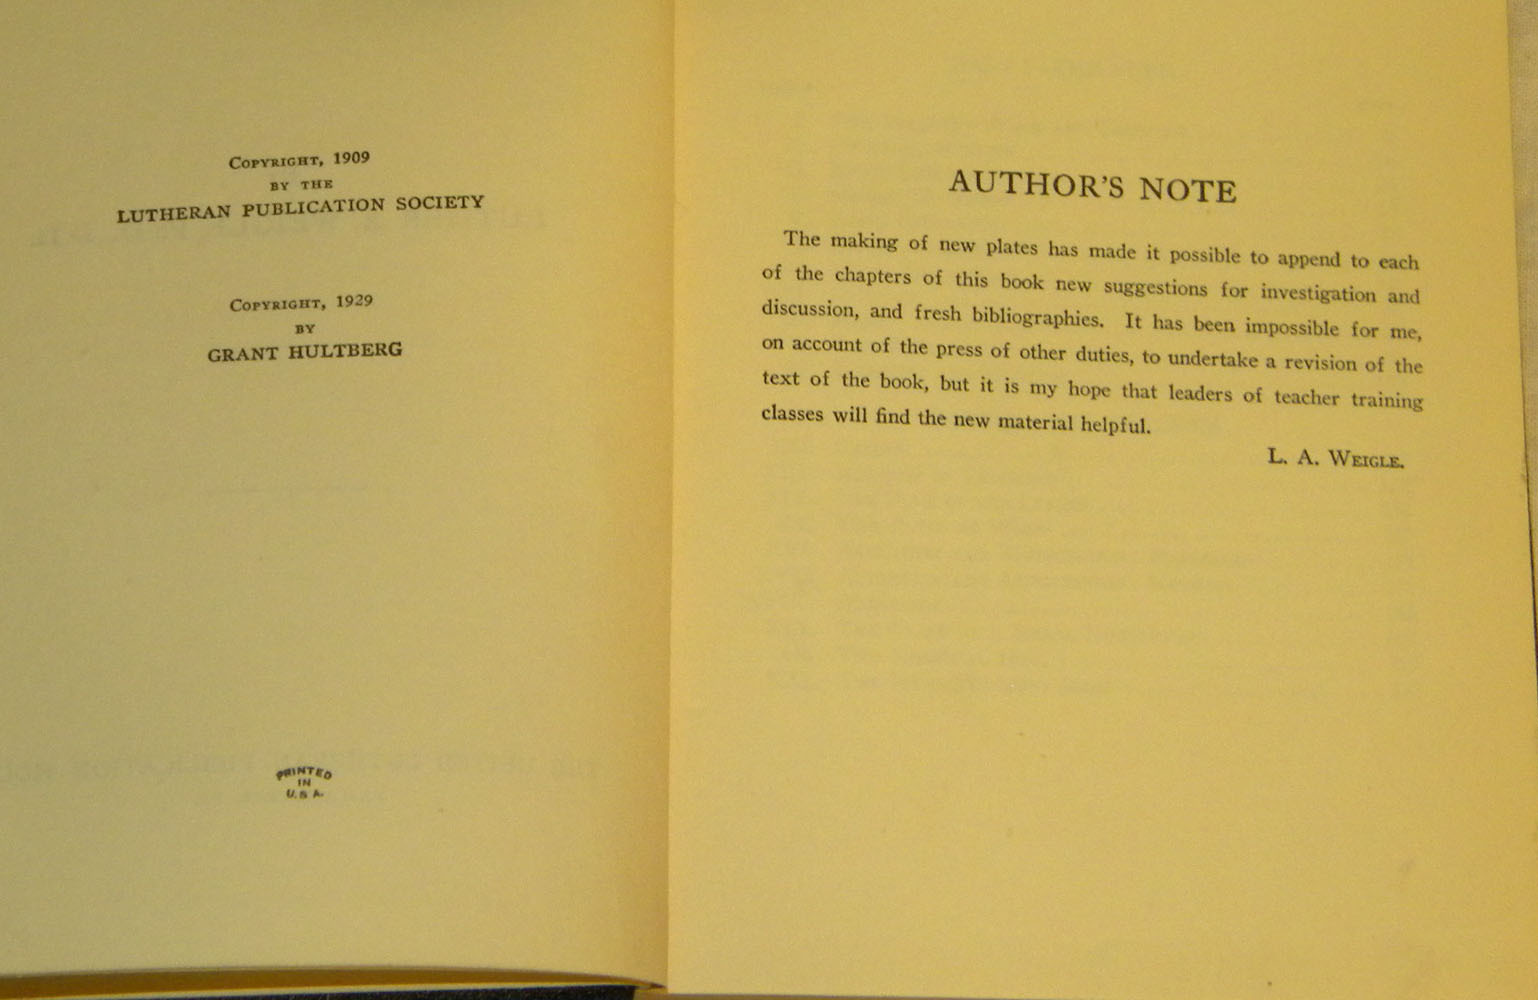 COPYRIGHT, 1909
BY THE
LUTHERAN PUBLICATION SOCIETY
COPYRIGHT, 1929
BY
GRANT HULTBERG
PRINTED
IN
U. S A.
AUTHOR'S NOTE
The making of new plates has made it possible to append to each
of the chapters of this book new suggestions for investigation and
discussion, and fresh bibliographies. It has been impossible for me,
on account of the press of other duties, to undertake a revision of the
text of the book, but it is my hope that leaders of teacher training
classes will find the new material helpful.
L. A. WEIGLE.